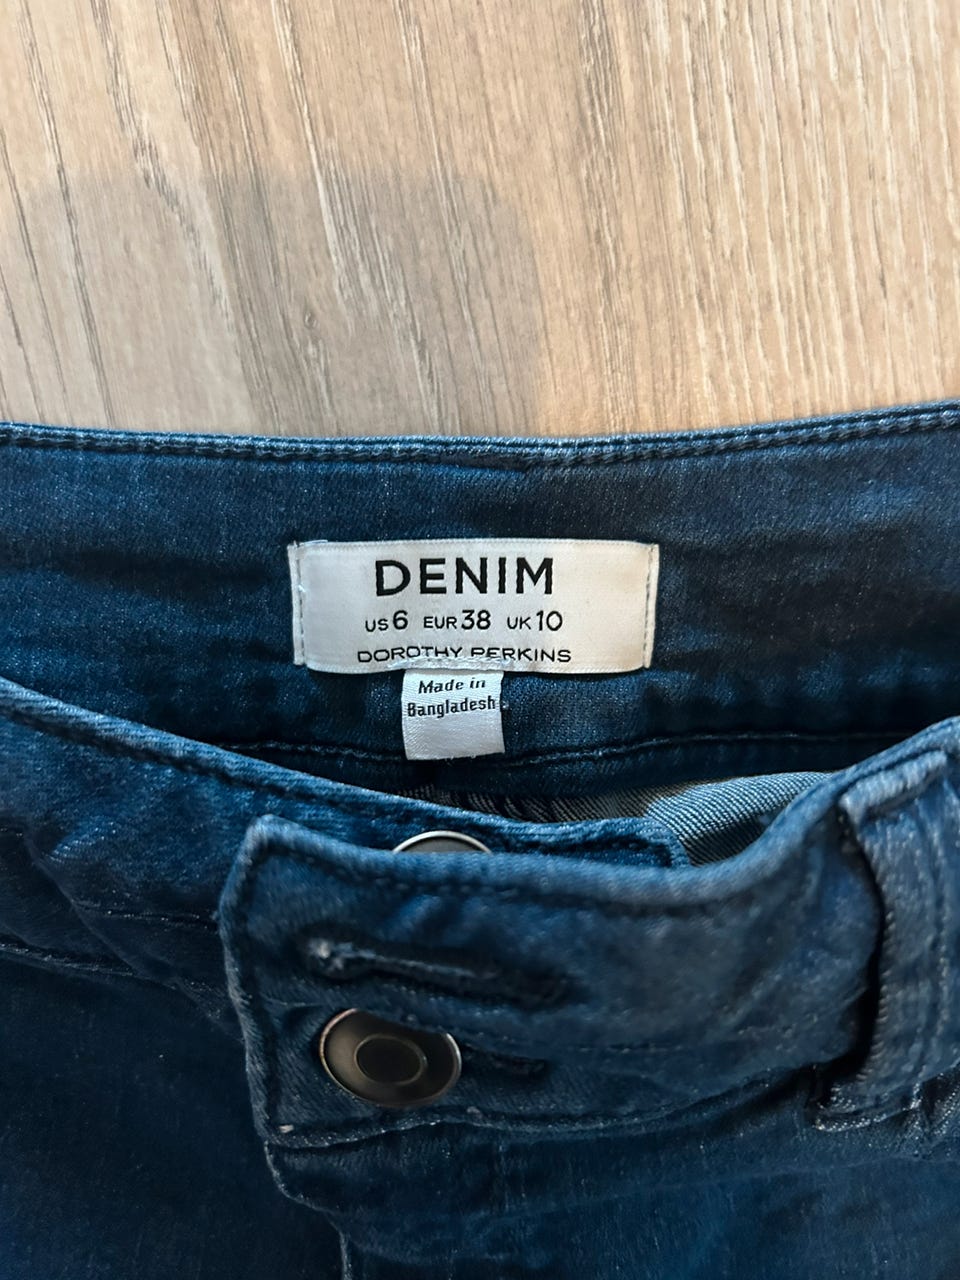 DENIM
US 6 EUR 38 UK 10
DOROTHY PERKINS
Made in
Bangladesh